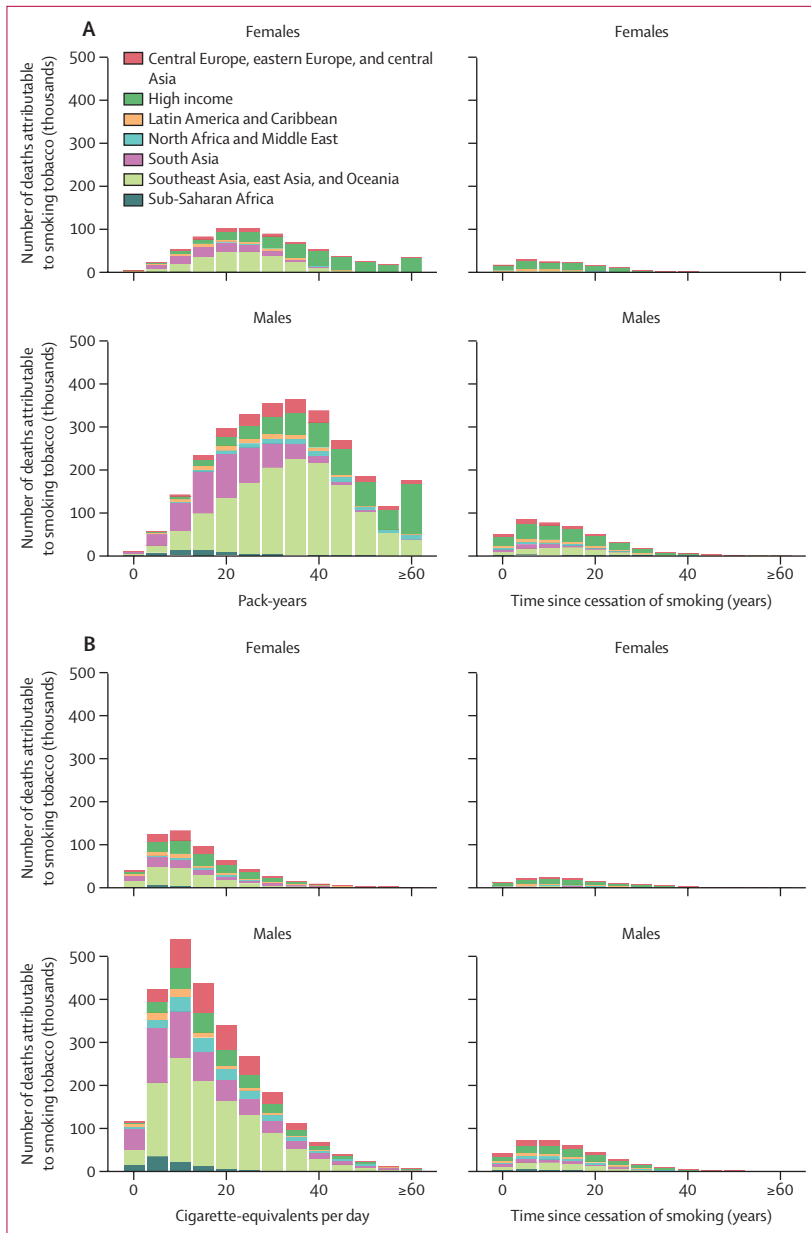 A
Females
Females
Number of deaths attributable
to smoking tobacco (thousands)
500
400
300
200
100
0
Central Europe, eastern Europe, and central
Asia
High income
Latin America and Caribbean
North Africa and Middle East
South Asia
Southeast Asia, east Asia, and Oceania
Sub-Saharan Africa
Males
Males
Number of deaths attributable
to smoking tobacco (thousands)
500
400
300
200
100
0
0 20 40 ≥60
Pack-years
0 20 40 ≥60
Time since cessation of smoking (years)
B
Females
Females
Number of deaths attributable
to smoking tobacco (thousands)
500
400
300
200
100
0
Males
Males
Number of deaths attributable
to smoking tobacco (thousands)
500
400
300
200
100
0
0 20 40 ≥60
Cigarette-equivalents per day
0 20 40 ≥60
Time since cessation of smoking (years)